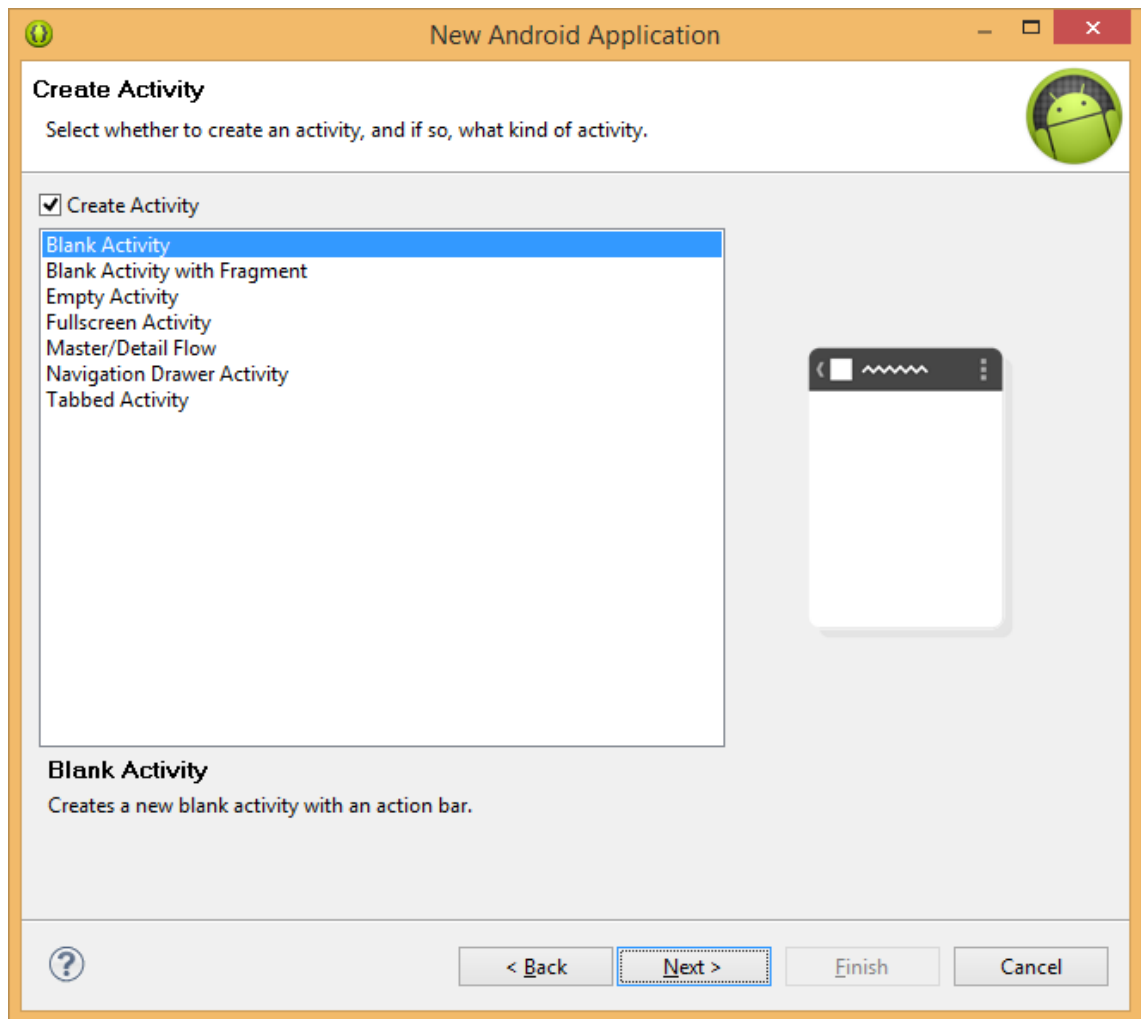 New Android Application
Create Activity
Select whether to create an activity, and if so, what kind of activity.
Create Activity
Blank Activity
Blank Activity with Fragment
Empty Activity
Fullscreen Activity
Master/Detail Flow
Navigation Drawer Activity
Tabbed Activity
Blank Activity
Creates a new blank activity with an action bar.
? < Back Next > Finish Cancel